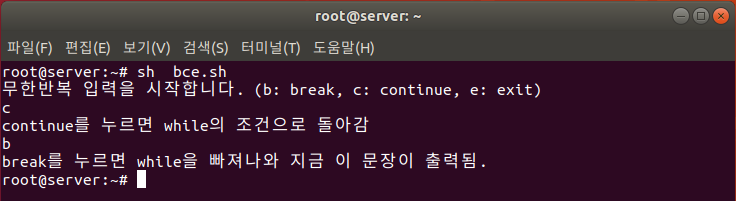 root@server: ~
파일(F) 편집(E) 보기(V) 검색(S) 터미널(T) 도움말(H)
root@server:~# sh  bce.sh
무한반복 입력을 시작합니다. (b: break, c: continue, e: exit)
c
continue를 누르면 while의 조건으로 돌아감
b
break를 누르면 while을 빠져나와 지금 이 문장이 출력됨.
root@server:~#